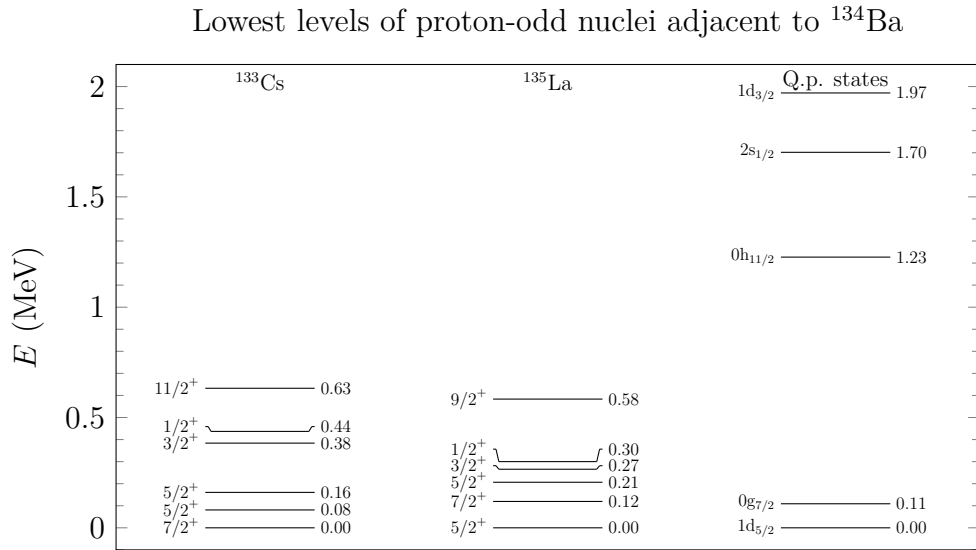 Lowest levels of proton-odd nuclei adjacent to ¹³⁴Ba
E (MeV)
2
1.5
1
0.5
0
¹³³Cs
11/2⁺ 0.63
1/2⁺ 0.44
3/2⁺ 0.38
5/2⁺ 0.16
5/2⁺ 0.08
7/2⁺ 0.00
¹³⁵La
9/2⁺ 0.58
1/2⁺ 0.30
3/2⁺ 0.27
5/2⁺ 0.21
7/2⁺ 0.12
5/2⁺ 0.00
Q.p. states
1d₃/₂ 1.97
2s₁/₂ 1.70
0h₁₁/₂ 1.23
0g₇/₂ 0.11
1d₅/₂ 0.00